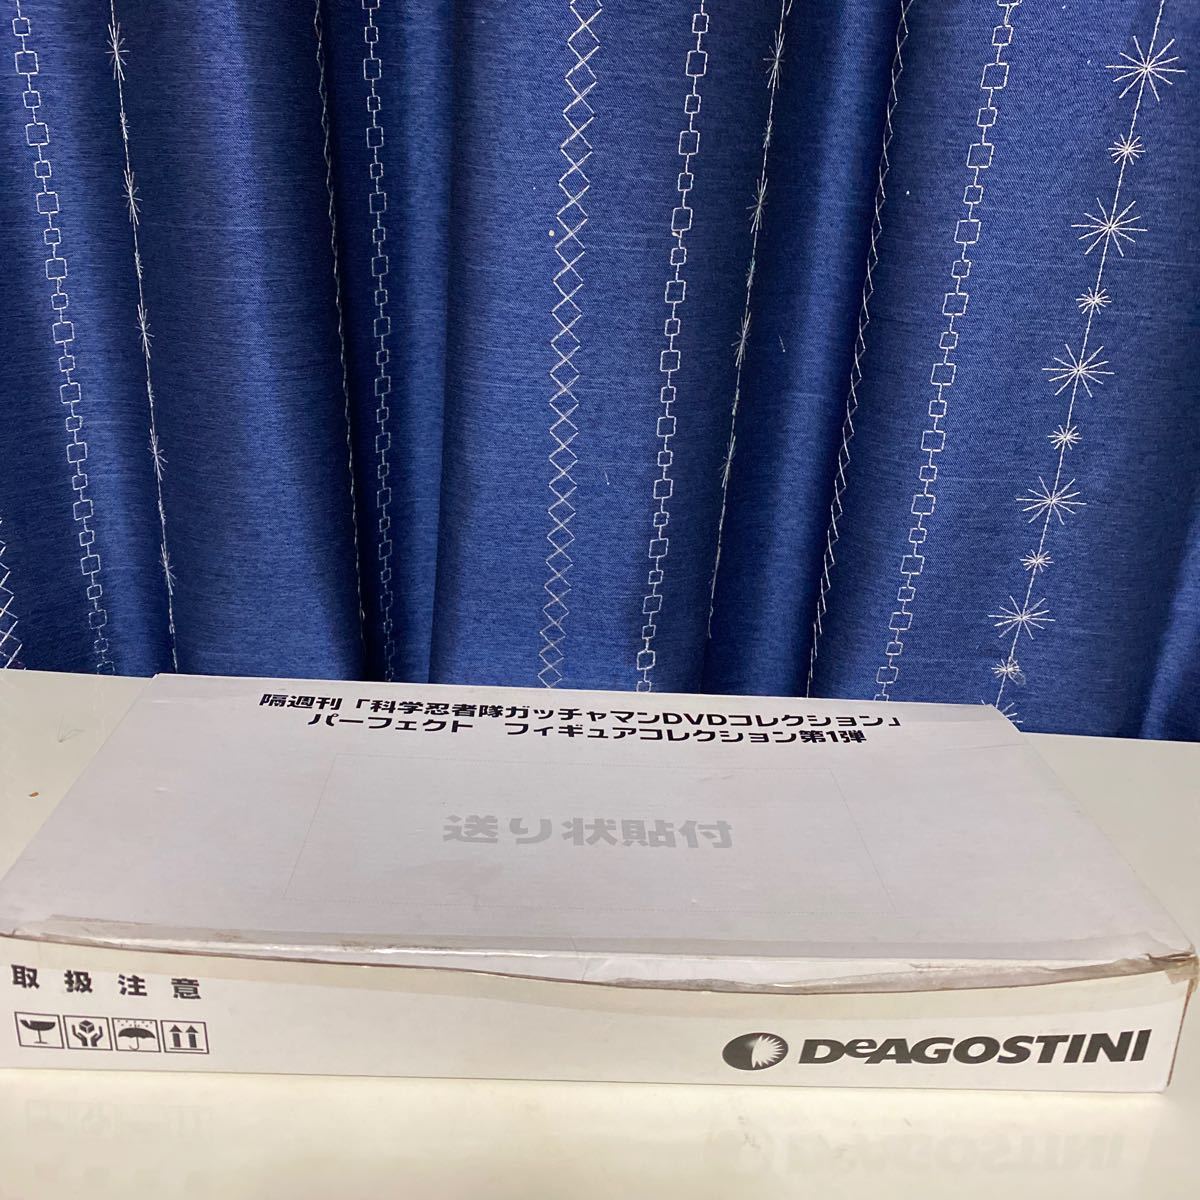 隔週刊「科学忍者隊ガッチャマンDVDコレクション」
パーフェクト フィギュアコレクション第1弾
送り状貼付
取扱注意
DeAGOSTINI